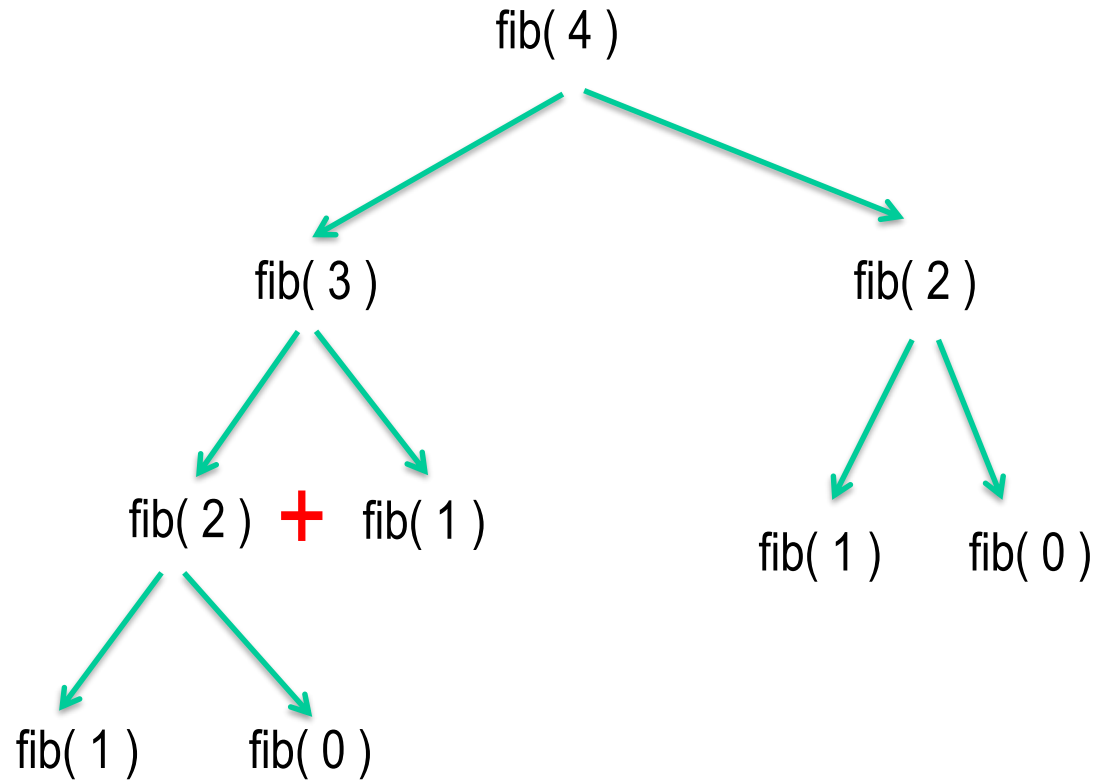 fib( 4 )
fib( 3 )
fib( 2 )
fib( 2 ) + fib( 1 )
fib( 1 )
fib( 0 )
fib( 1 )
fib( 0 )